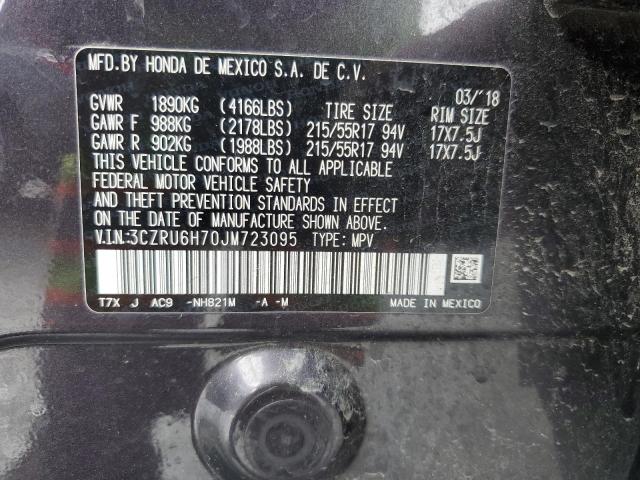 MFD.BY HONDA DE MEXICO S.A. DE C.V.
03/'18
GVWR 1890KG (4166LBS) TIRE SIZE RIM SIZE
GAWR F 988KG (2178LBS) 215/55R17 94V 17X7.5J
GAWR R 902KG (1988LBS) 215/55R17 94V 17X7.5J
THIS VEHICLE CONFORMS TO ALL APPLICABLE
FEDERAL MOTOR VEHICLE SAFETY
AND THEFT PREVENTION STANDARDS IN EFFECT
ON THE DATE OF MANUFACTURE SHOWN ABOVE.
V.I.N:3CZRU6H70JM723095 TYPE: MPV
T7X J AC9 -NH821M -A -M MADE IN MEXICO